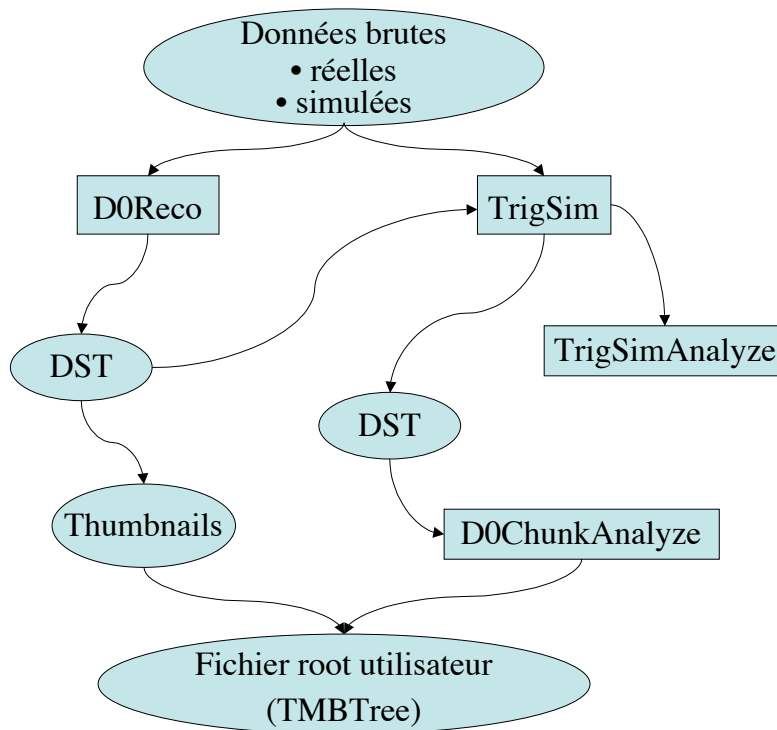 Données brutes
• réelles
• simulées
D0Reco
TrigSim
TrigSimAnalyze
DST
DST
Thumbnails
D0ChunkAnalyze
Fichier root utilisateur
(TMBTree)